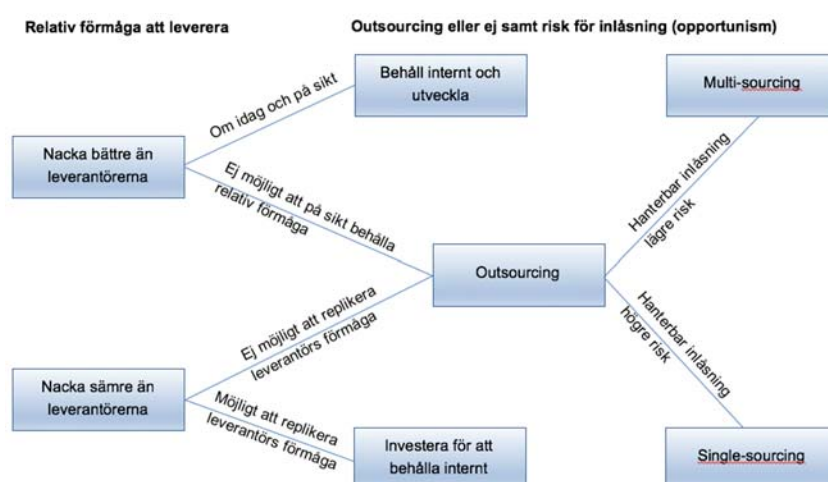 Relativ förmåga att leverera
Outsourcing eller ej samt risk för inlåsning (opportunism)
Nacka bättre än
leverantörerna
Om idag och på sikt
Behåll internt och
utveckla
Ej möjligt att på sikt behålla
relativ förmåga
Nacka sämre än
leverantörerna
Ej möjligt att replikera
leverantörs förmåga
Möjligt att replikera
leverantörs förmåga
Investera för att
behålla internt
Outsourcing
Hanterbar inlåsning
lägre risk
Multi-sourcing
Hanterbar inlåsning
högre risk
Single-sourcing